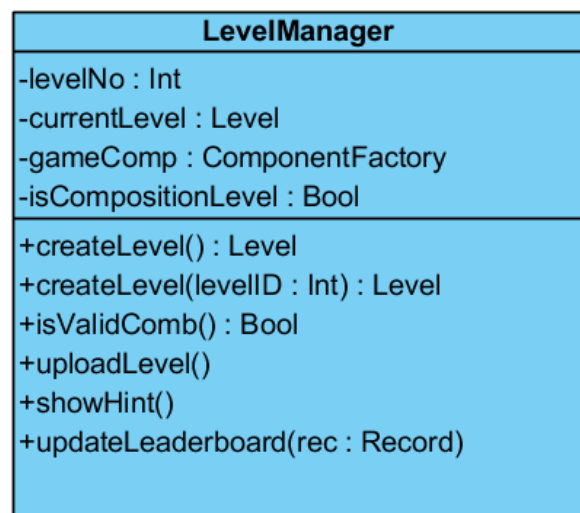 LevelManager
-levelNo : Int
-currentLevel : Level
-gameComp : ComponentFactory
-isCompositionLevel : Bool
+createLevel() : Level
+createLevel(levelID : Int) : Level
+isValidComb() : Bool
+uploadLevel()
+showHint()
+updateLeaderboard(rec : Record)